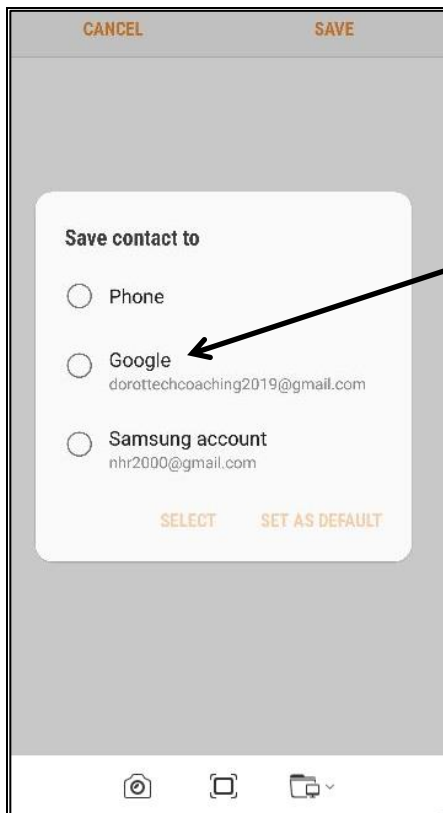 CANCEL SAVE
Save contact to
Phone
Google
dorottechcoaching2019@gmail.com
Samsung account
nhr2000@gmail.com
SELECT SET AS DEFAULT